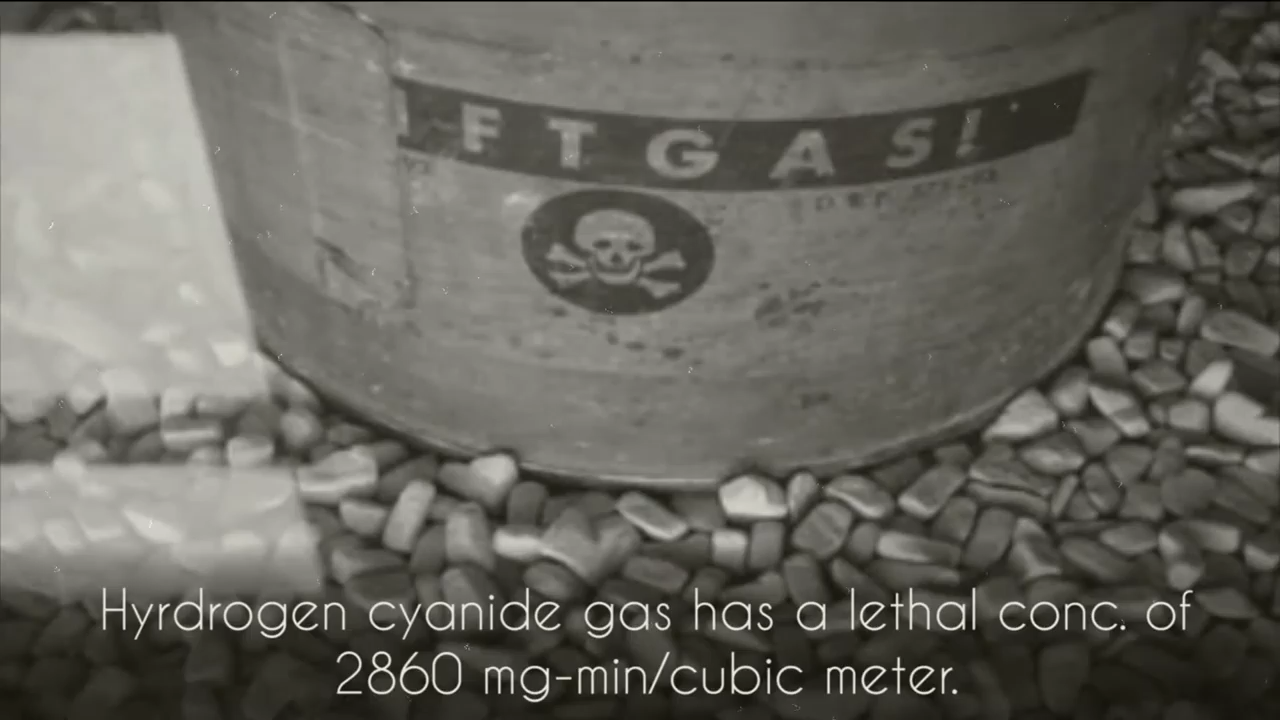 FTGAS!
Hyrdrogen cyanide gas has a lethal conc. of
2860 mg-min/cubic meter.